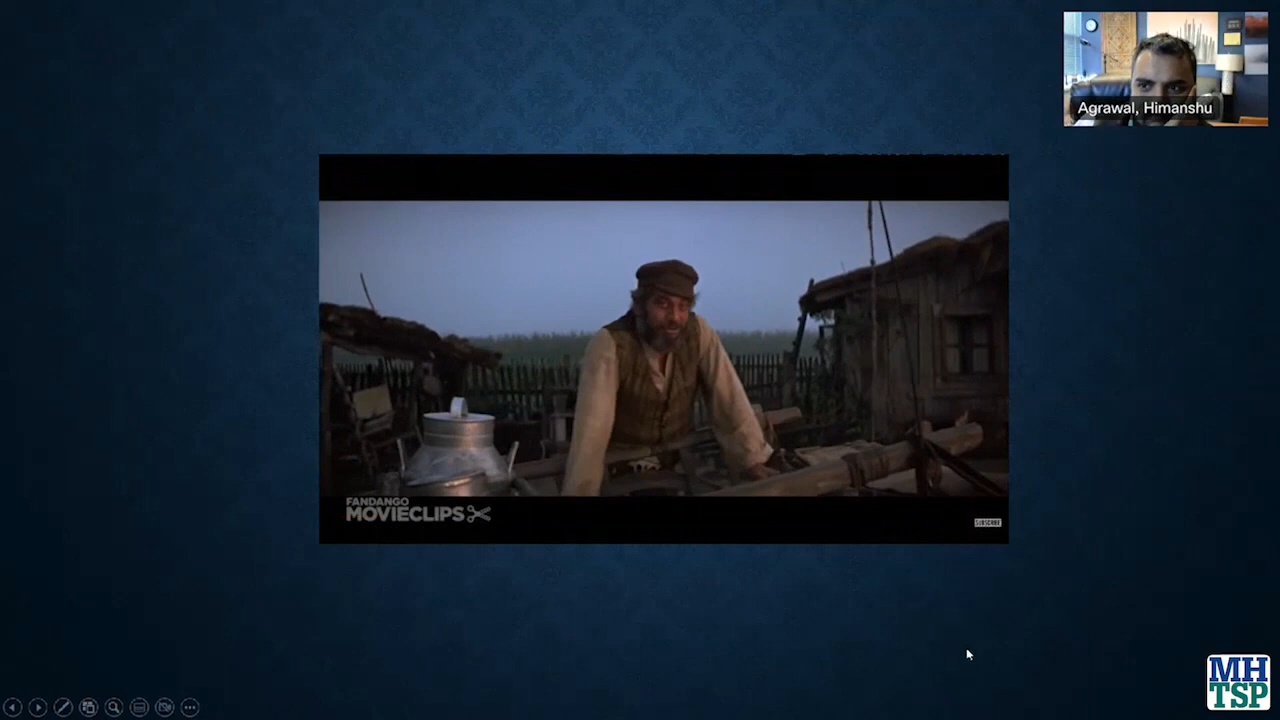 Agrawal, Himanshu
FANDANGO
MOVIECLIPS
SUBSCRIBE
MH
TSP